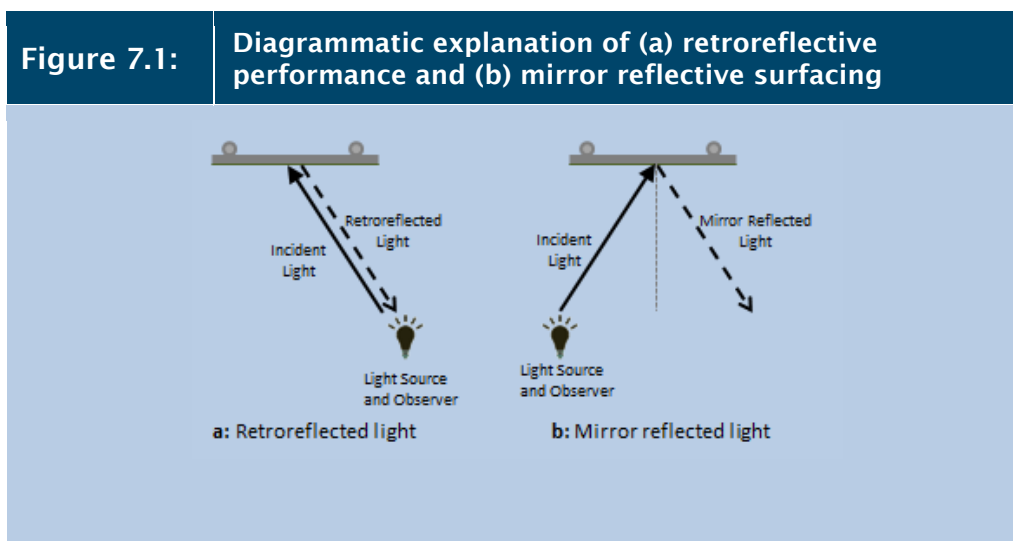 Figure 7.1:
Diagrammatic explanation of (a) retroreflective
performance and (b) mirror reflective surfacing
Retroreflected
Light
Incident
Light
Light Source
and Observer
a: Retroreflected light
Mirror Reflected
Light
Incident
Light
Light Source
and Observer
b: Mirror reflected light